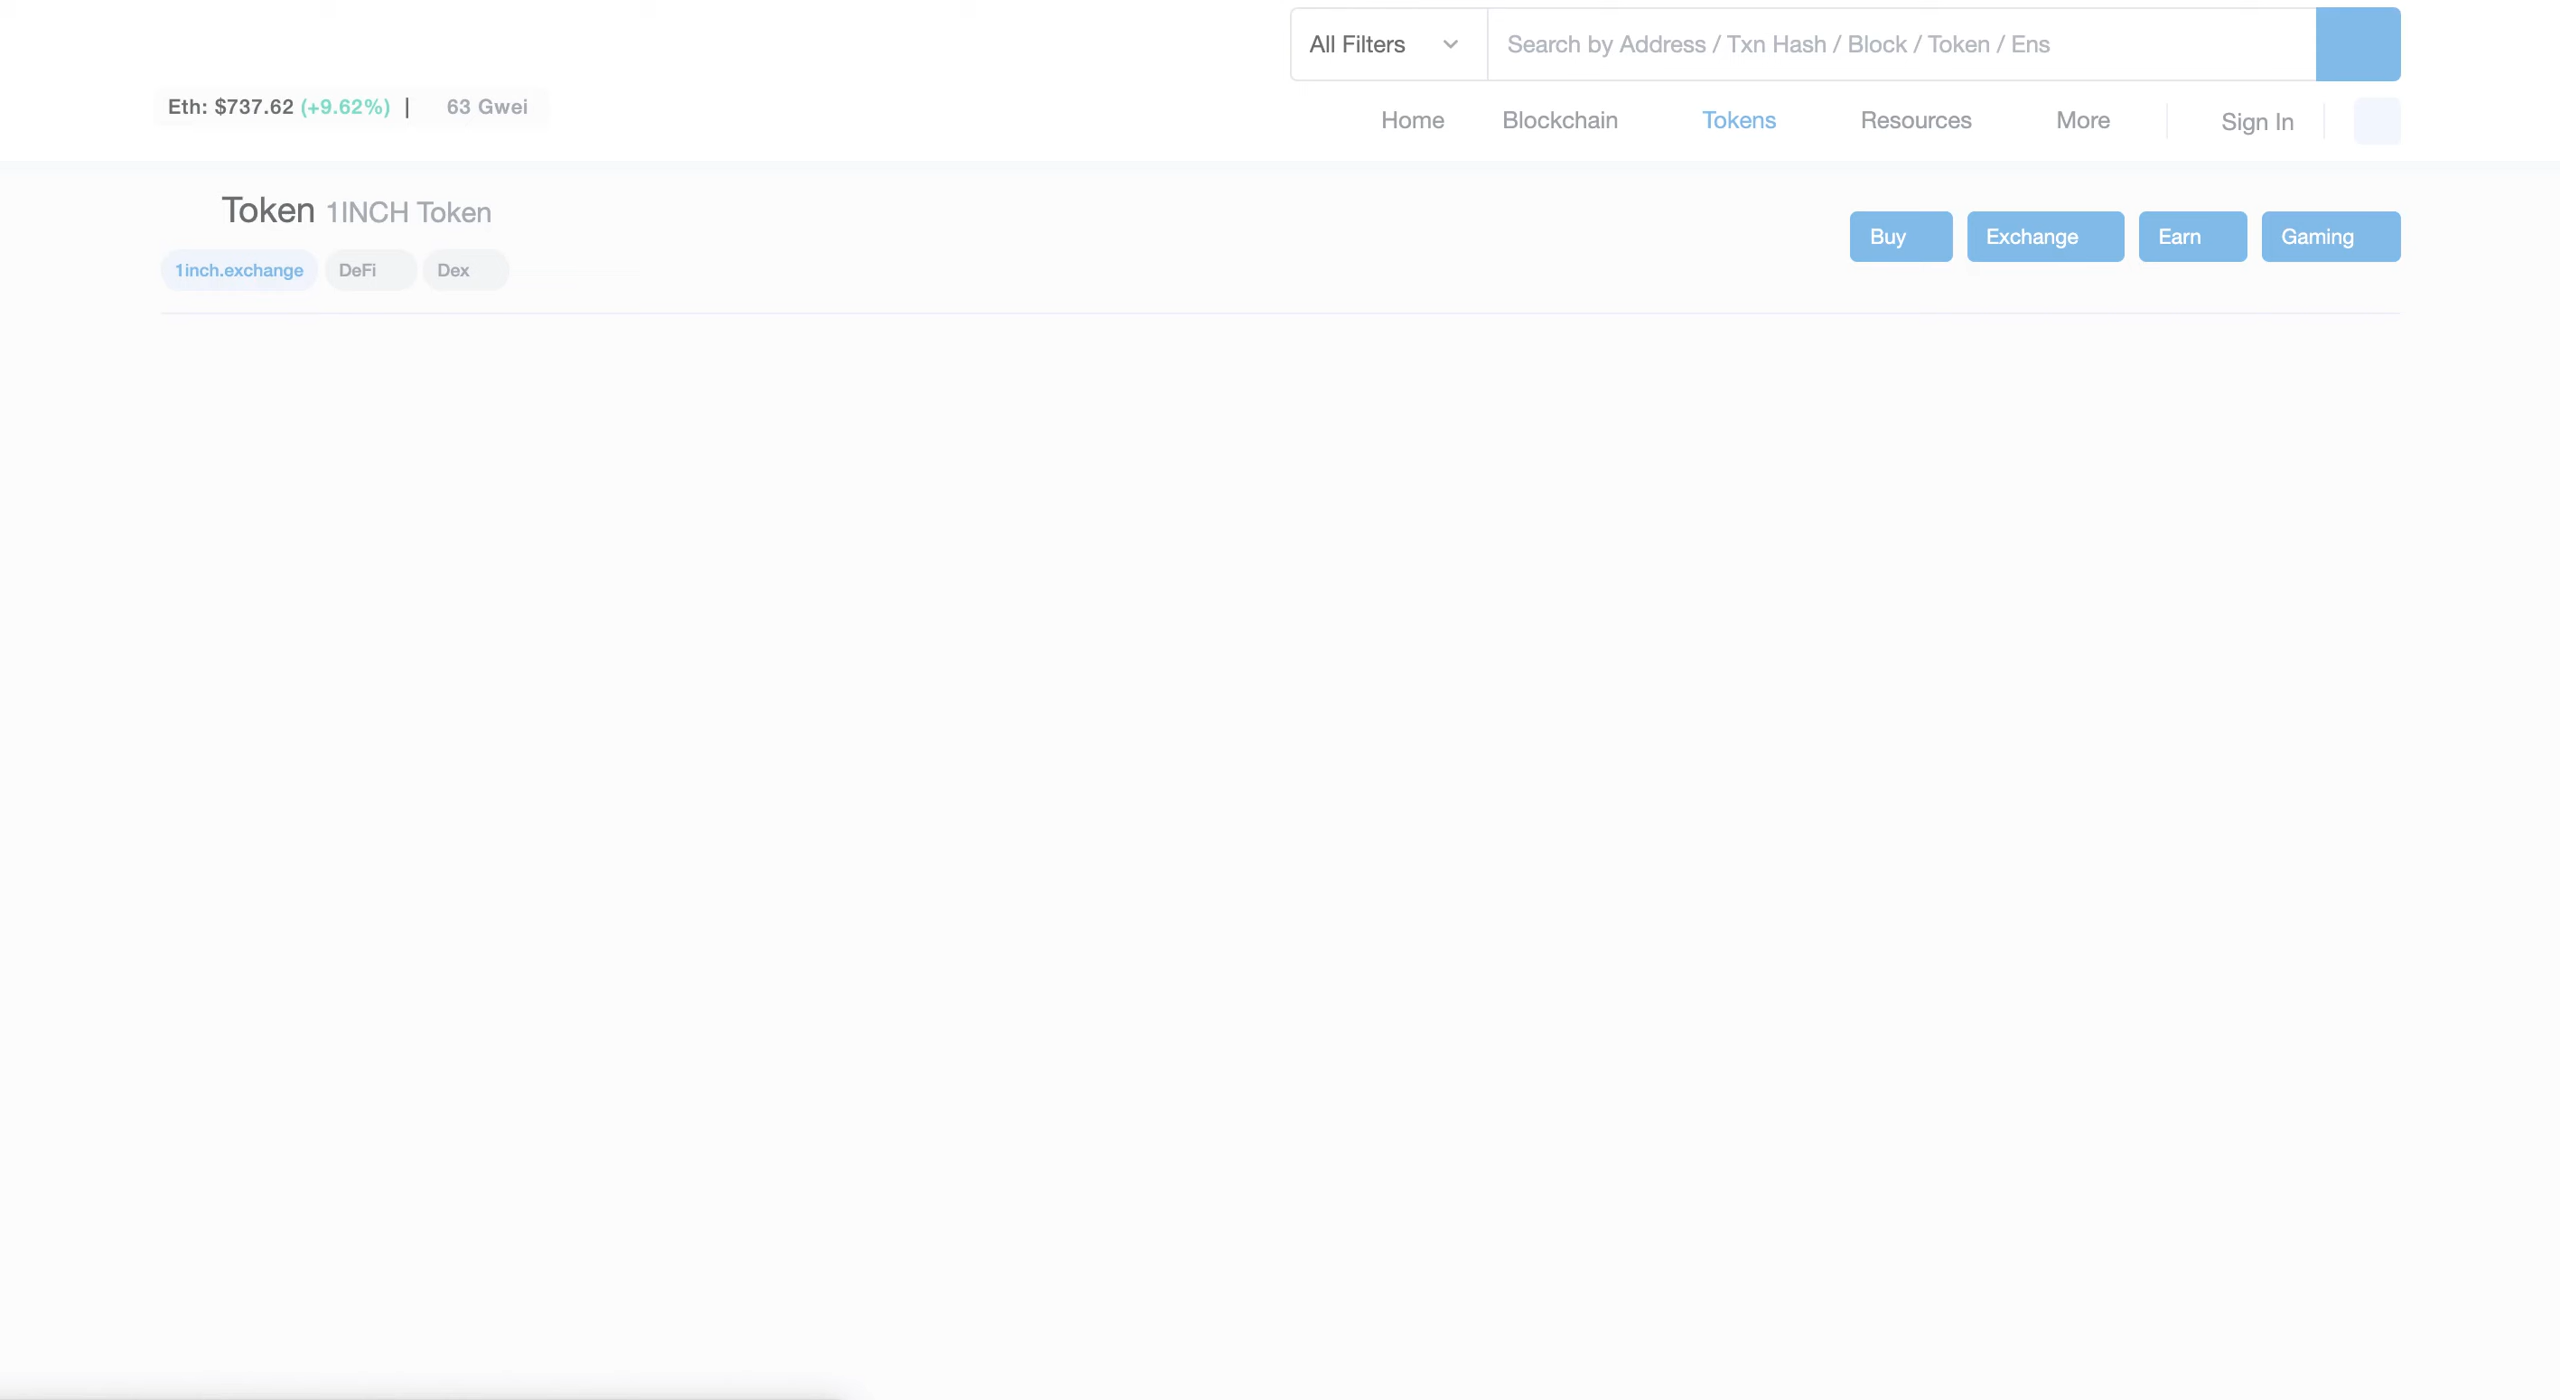 All Filters Search by Address / Txn Hash / Block / Token / Ens
Eth: $737.62 (+9.62%) | 63 Gwei
Home Blockchain Tokens Resources More Sign In
Token 1INCH Token
Buy Exchange Earn Gaming
1inch.exchange DeFi Dex